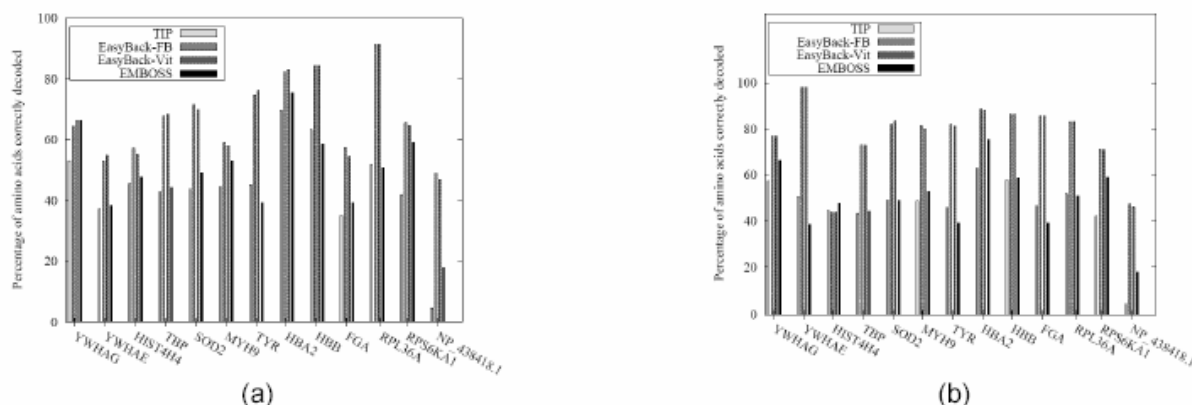 100
80
60
40
20
0
Percentage of amino acids correctly decoded
TIP
EasyBack-FB
EasyBack-Vit
EMBOSS
YWHAG
YWHAE
HIST4H4
TBP
SOD2
MYH9
TYR
HBA2
HBB
FGA
RPL36A
RPS6KA1
NP_438418.1
(a)
100
80
60
40
20
0
Percentage of amino acids correctly decoded
TIP
EasyBack-FB
EasyBack-Vit
EMBOSS
YWHAG
YWHAE
HIST4H4
TBP
SOD2
MYH9
TYR
HBA2
HBB
FGA
RPL36A
RPS6KA1
NP_438418.1
(b)